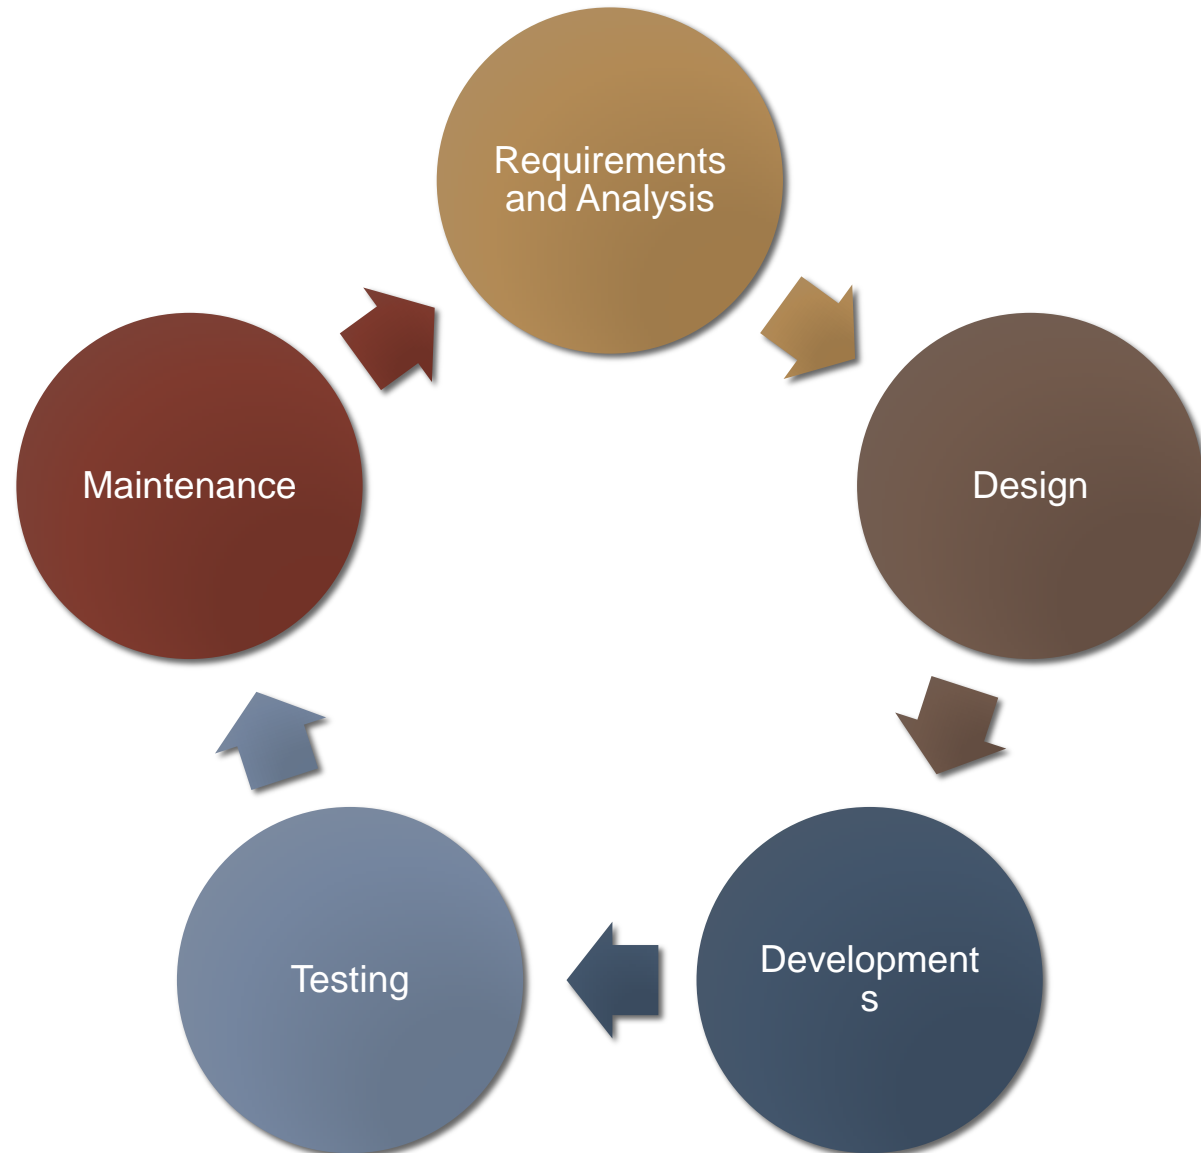 Requirements
and Analysis
Design
Development
s
Testing
Maintenance